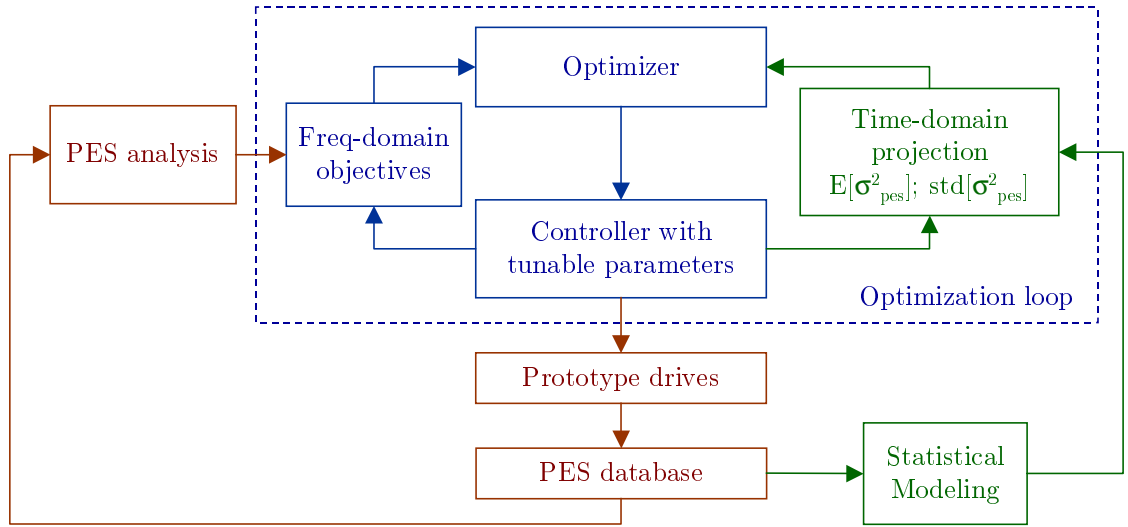 Optimizer
PES analysis
Freq-domain
objectives
Time-domain
projection
E[σ²pes]; std[σ²pes]
Controller with
tunable parameters
Optimization loop
Prototype drives
PES database
Statistical
Modeling